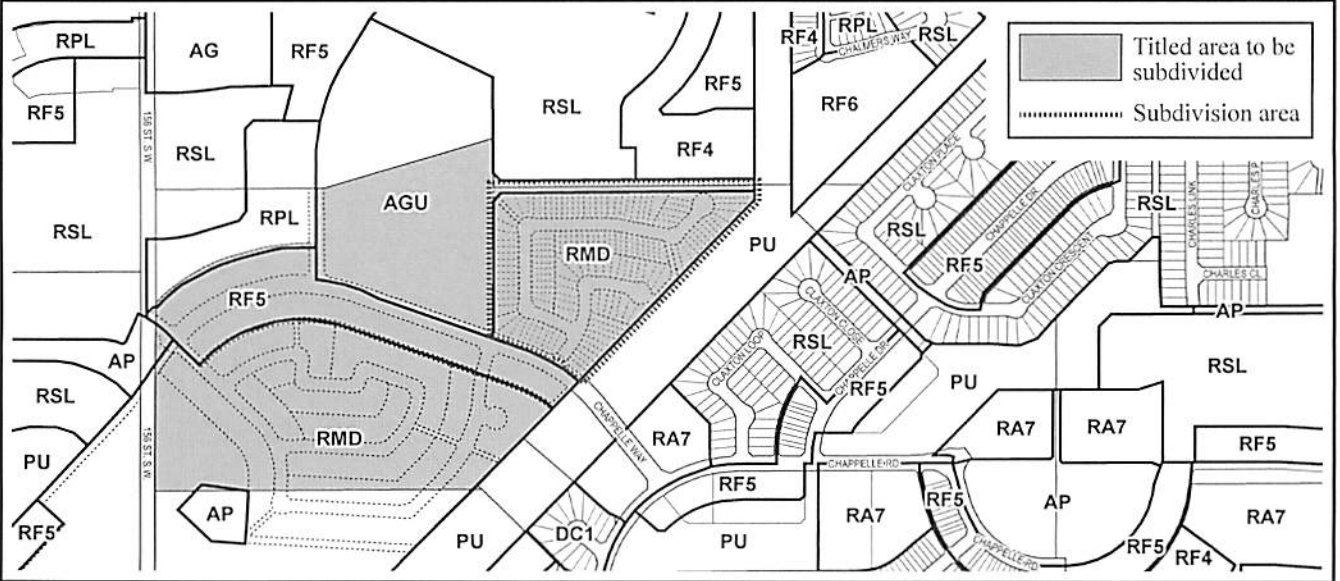 RPL
AG
RF5
RF4
RPL
CHALMERS WAY
RSL
Titled area to be
subdivided
Subdivision area
RF5
156 ST. S.W
RSL
RSL
RF5
RF6
RF4
RSL
RPL
AGU
RMD
PU
CLAXTON PLACE
RSL
CHAPPELLE DR
RF5
CLAXTON CRESCENT
RSL
CHARLES LINK
CHARLES CL
AP
RF5
AP
AP
RSL
PU
RF5
156 ST. S.W
RMD
AP
CLAXTON LOOP
CLAXTON CLOSE
RSL
CHAPPELLE DR
RF5
PU
RSL
CHAPPELLE WAY
RA7
RA7
RA7
RF5
CHAPPELLE RD
RF5
RA7
RF5
AP
RA7
DC1
PU
PU
CHAPPELLE RD
RF5
RF4